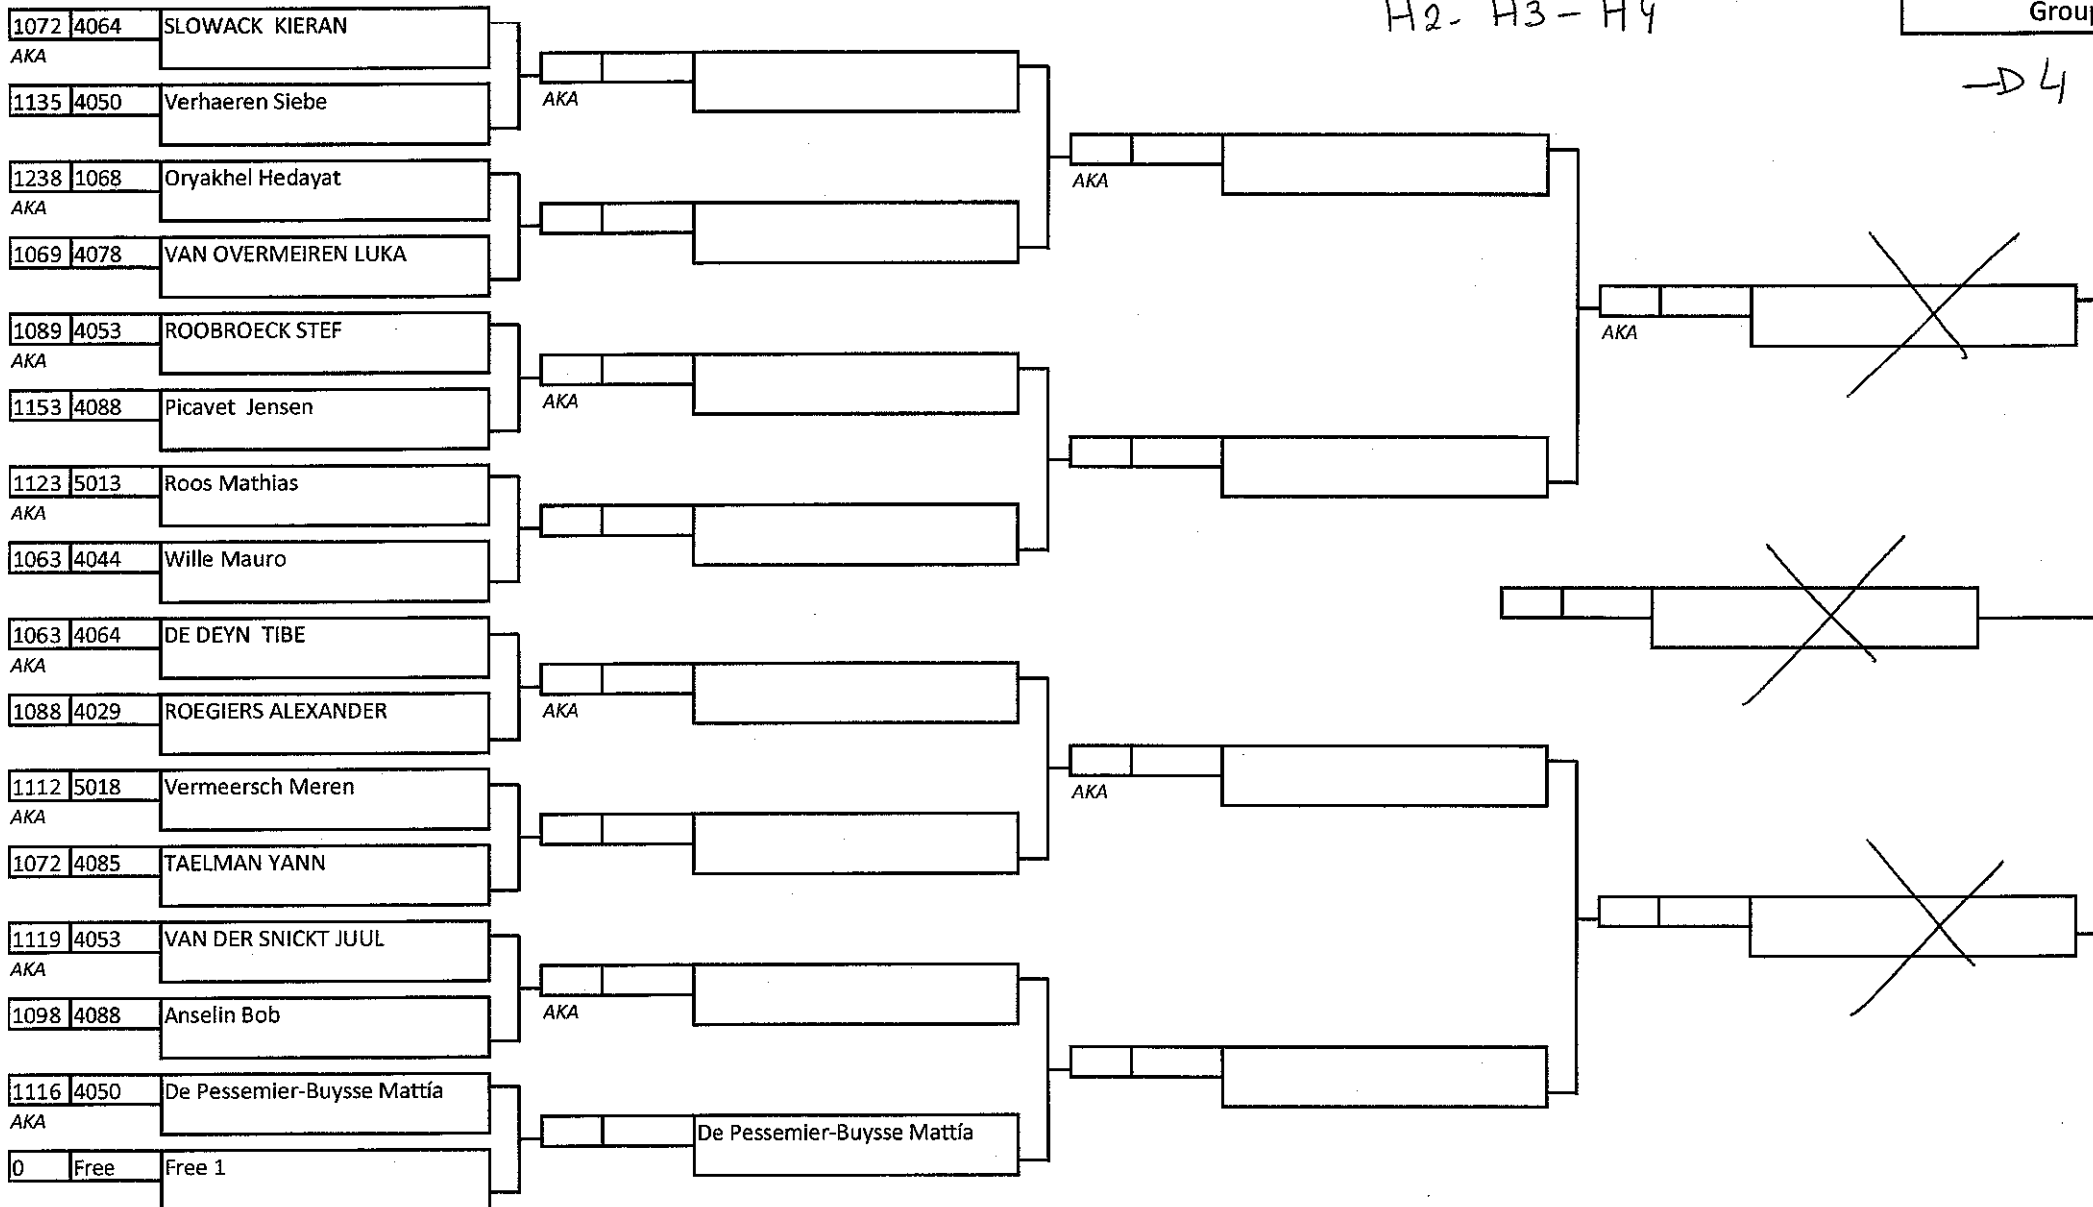 H2 - H3 - H4
Group
→ 4
1072 4064 SLOWACK KIERAN
AKA
AKA
1135 4050 Verhaeren Siebe
AKA
1238 1068 Oryakhel Hedayat
AKA
1069 4078 VAN OVERMEIREN LUKA
AKA
1089 4053 ROOBROECK STEF
AKA
AKA
1153 4088 Picavet Jensen
1123 5013 Roos Mathias
AKA
1063 4044 Wille Mauro
1063 4064 DE DEYN TIBE
AKA
AKA
1088 4029 ROEGIERS ALEXANDER
1112 5018 Vermeersch Meren
AKA
AKA
1072 4085 TAELMAN YANN
1119 4053 VAN DER SNICKT JUUL
AKA
AKA
1098 4088 Anselin Bob
1116 4050 De Pessemier-Buysse Mattía
AKA
De Pessemier-Buysse Mattía
0 Free Free 1